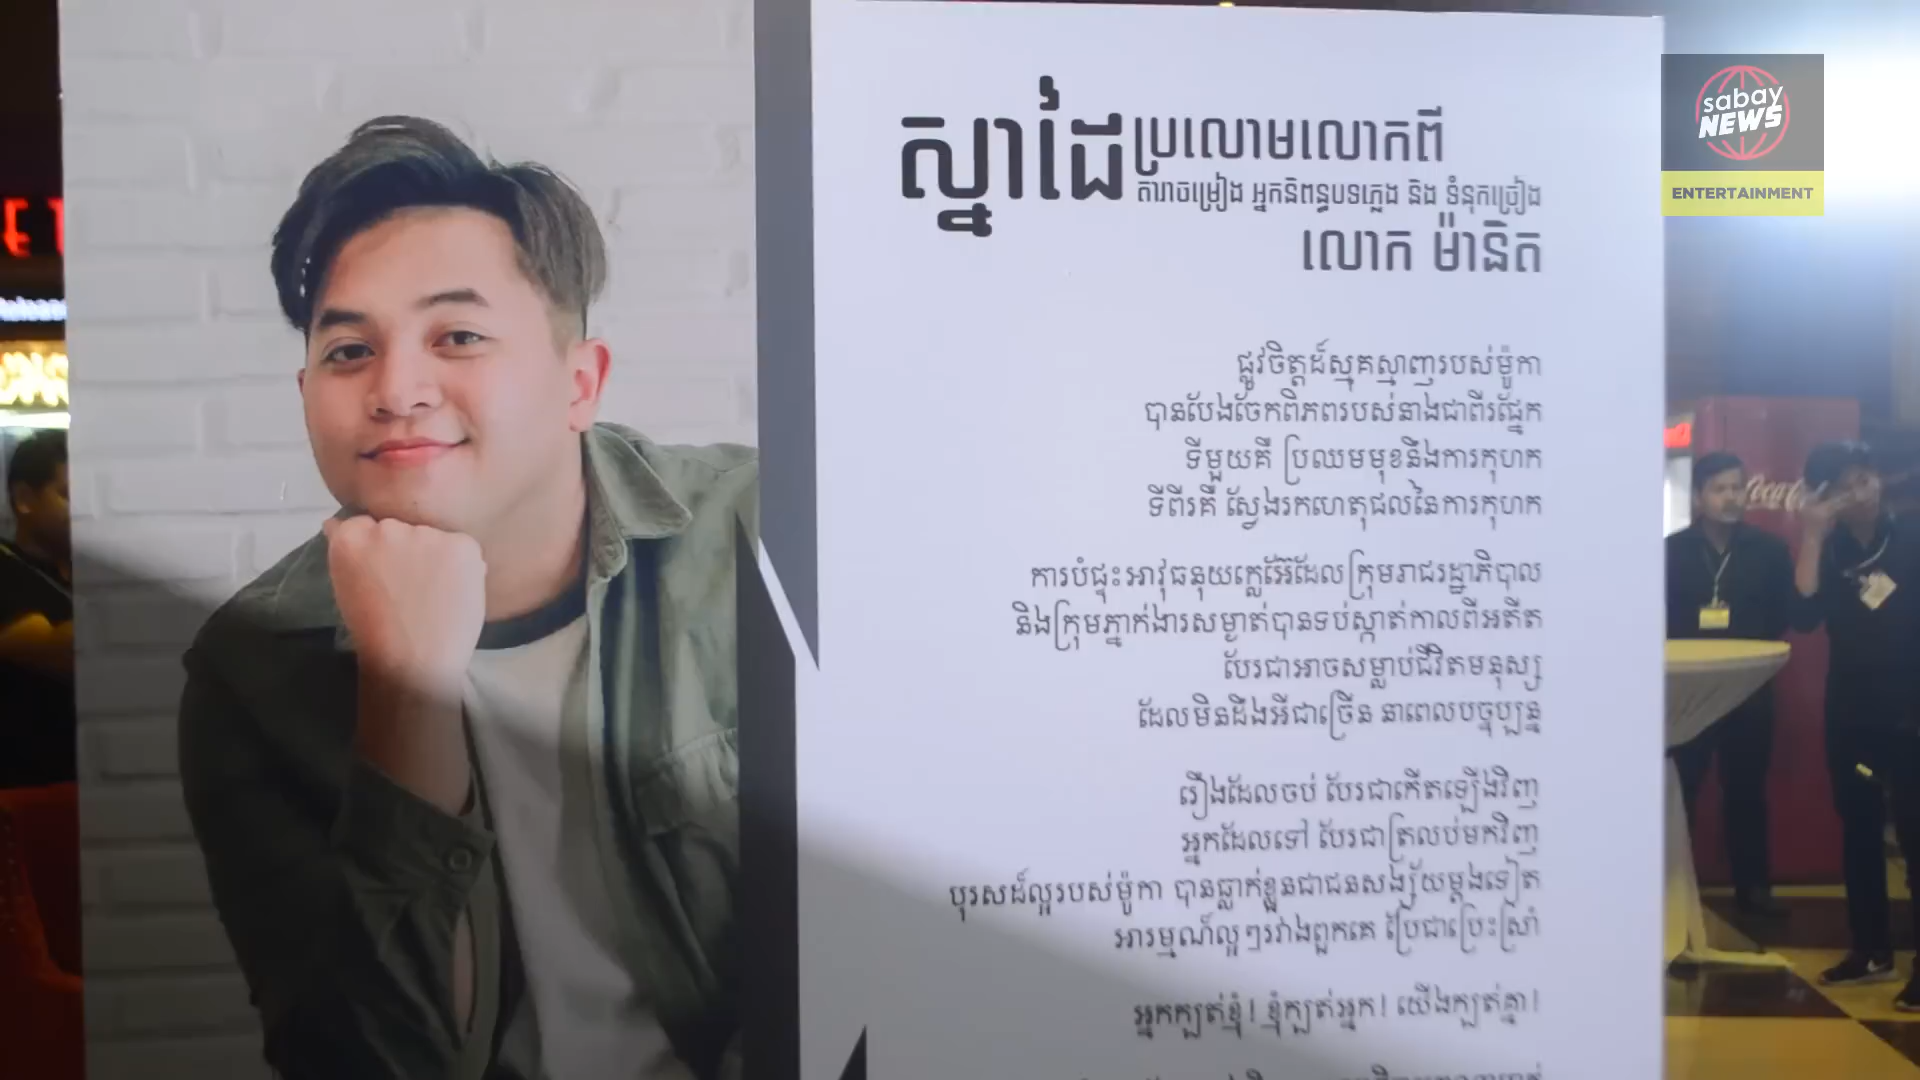 sabay
NEWS
ENTERTAINMENT
ស្នាដៃ
ប្រលោមលោកពី
តារាចម្រៀង អ្នកនិពន្ធបទភ្លេង និង ទំនុកច្រៀង
លោក ម៉ានិត
ផ្លូវចិត្តដ៏ស្មុគស្មាញរបស់ម៉ូកា
បានបែងចែកពិភពរបស់នាងជាពីរផ្នែក
ទីមួយគឺ ប្រឈមមុខនឹងការកុហក
ទីពីរគឺ ស្វែងរកហេតុផលនៃការកុហក
ការបំផ្ទុះអាវុធនុយក្លេអ៊ែដែលក្រុមរាជរដ្ឋាភិបាល
និងក្រុមភ្នាក់ងារសម្ងាត់បានទប់ស្កាត់កាលពីអតីត
បែរជាអាចសម្លាប់ជីវិតមនុស្ស
ដែលមិនដឹងអីជាច្រើន នាពេលបច្ចុប្បន្ន
រឿងដែលចប់ បែរជាកើតឡើងវិញ
អ្នកដែលទៅ បែរជាត្រលប់មកវិញ
បុរសដ៏ល្អរបស់ម៉ូកា បានធ្លាក់ខ្លួនជាជនសង្ស័យម្តងទៀត
អារម្មណ៍ល្អៗរវាងពួកគេ ប្រែជាប្រេះស្រាំ
អ្នកក្បត់ខ្ញុំ! ខ្ញុំក្បត់អ្នក! យើងក្បត់គ្នា!
Coca-Co